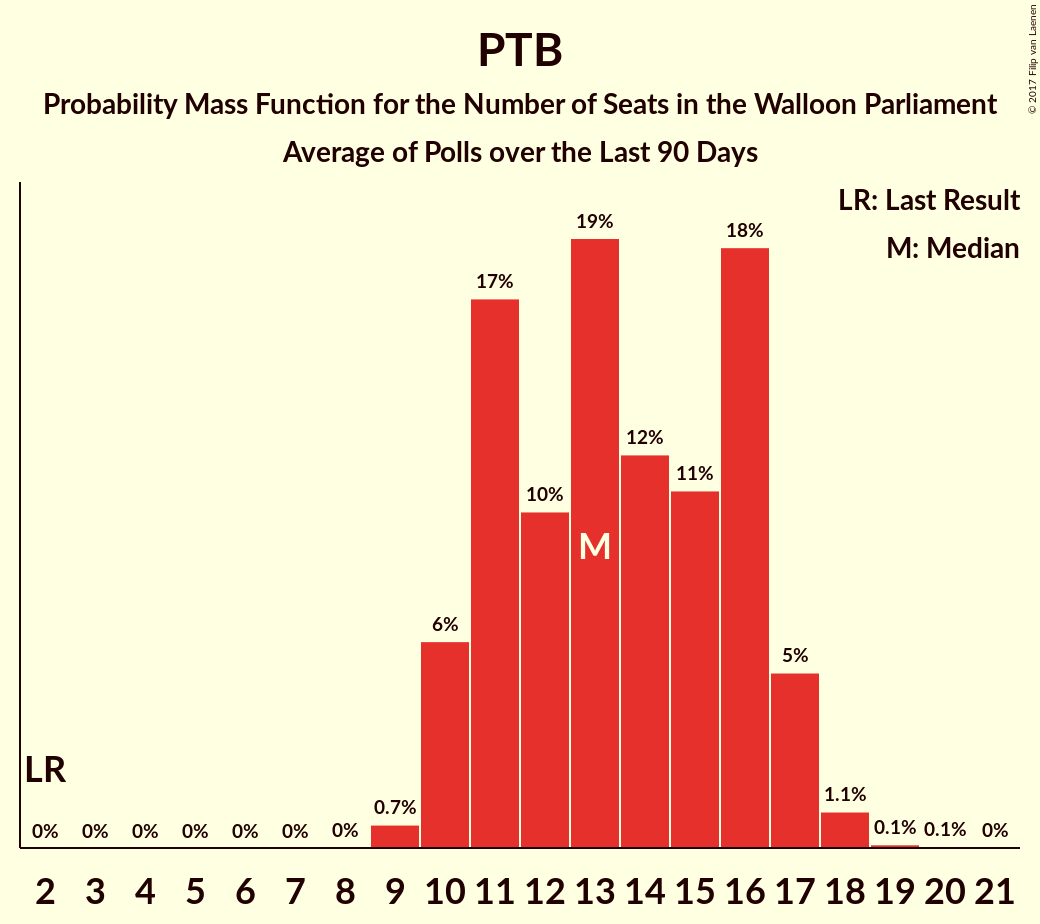 PTB
Probability Mass Function for the Number of Seats in the Walloon Parliament
Average of Polls over the Last 90 Days
© 2017 Filip van Laenen
LR: Last Result
M: Median
19%
18%
17%
12%
11%
10%
M
6%
5%
LR
0.7%
1.1%
0% 0% 0% 0% 0% 0% 0% 0.1% 0.1% 0%
2 3 4 5 6 7 8 9 10 11 12 13 14 15 16 17 18 19 20 21